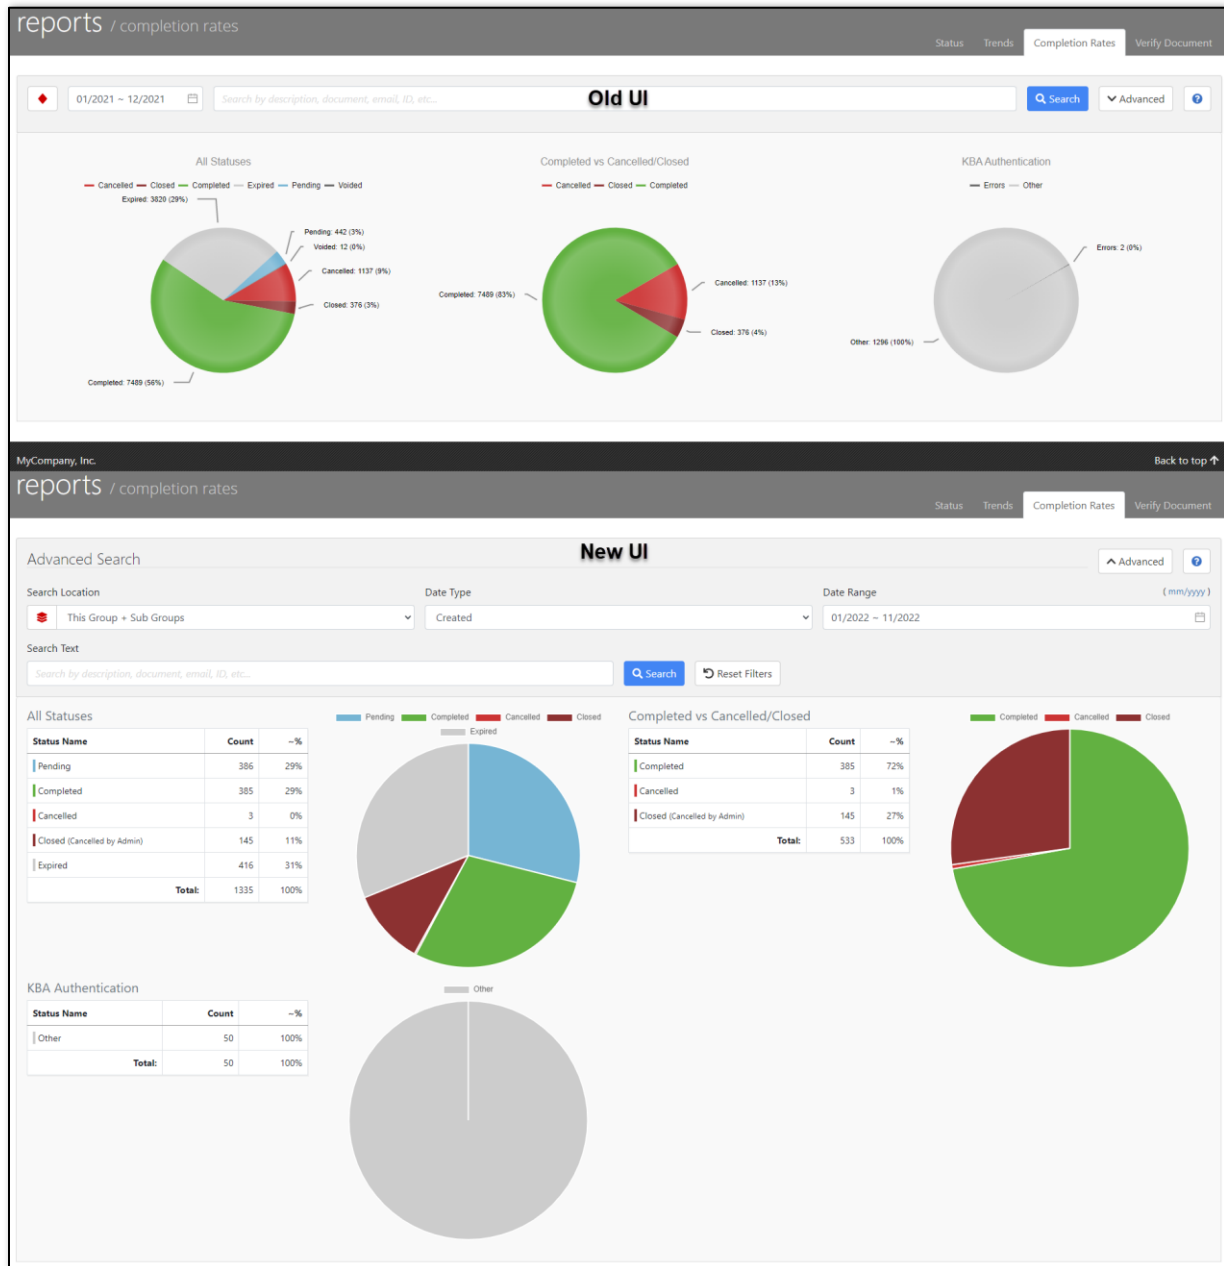 reports / completion rates
Status Trends Completion Rates Verify Document
01/2021 ~ 12/2021 Search by description, document, email, ID, etc... Old UI Search Advanced
All Statuses
Cancelled Closed Completed Expired Pending Voided
Expired: 3820 (29%)
Pending: 442 (3%)
Voided: 12 (0%)
Cancelled: 1137 (9%)
Closed: 376 (3%)
Completed: 7489 (56%)
Completed vs Cancelled/Closed
Cancelled Closed Completed
Cancelled: 1137 (13%)
Completed: 7489 (83%)
Closed: 376 (4%)
KBA Authentication
Errors Other
Errors: 2 (0%)
Other: 1296 (100%)
MyCompany, Inc. Back to top
reports / completion rates
Status Trends Completion Rates Verify Document
New UI
Advanced Search Advanced
Search Location Date Type Date Range (mm/yyyy)
This Group + Sub Groups Created 01/2022 ~ 11/2022
Search Text
Search by description, document, email, ID, etc... Search Reset Filters
All Statuses
Status Name Count ~%
Pending 386 29%
Completed 385 29%
Cancelled 3 0%
Closed (Cancelled by Admin) 145 11%
Expired 416 31%
Total: 1335 100%
Pending Completed Cancelled Closed
Expired
Completed vs Cancelled/Closed
Status Name Count ~%
Completed 385 72%
Cancelled 3 1%
Closed (Cancelled by Admin) 145 27%
Total: 533 100%
Completed Cancelled Closed
KBA Authentication
Status Name Count ~%
Other 50 100%
Total: 50 100%
Other